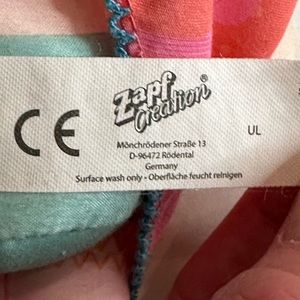 CE
Zapf
Creation®
Mönchrödener Straße 13
D-96472 Rödental
Germany
UL
Surface wash only • Oberfläche feucht reinigen